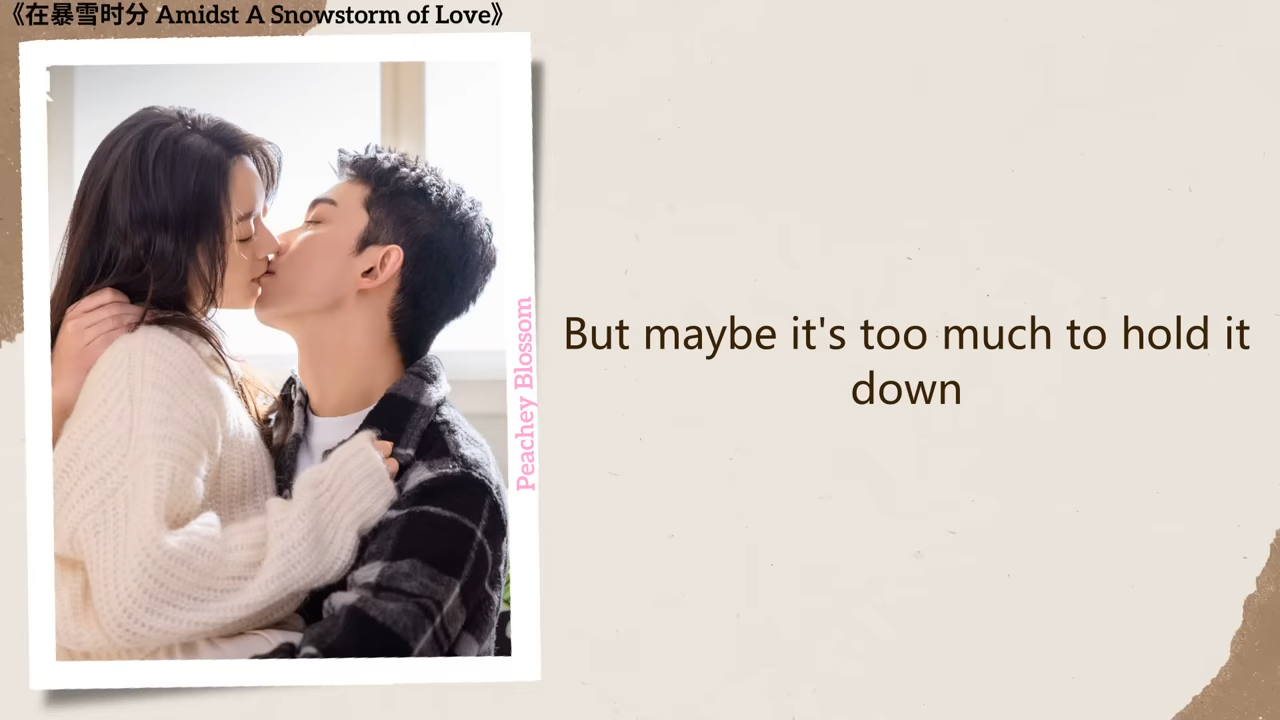 《在暴雪时分 Amidst A Snowstorm of Love》
Peachey Blossom
But maybe it's too much to hold it
down